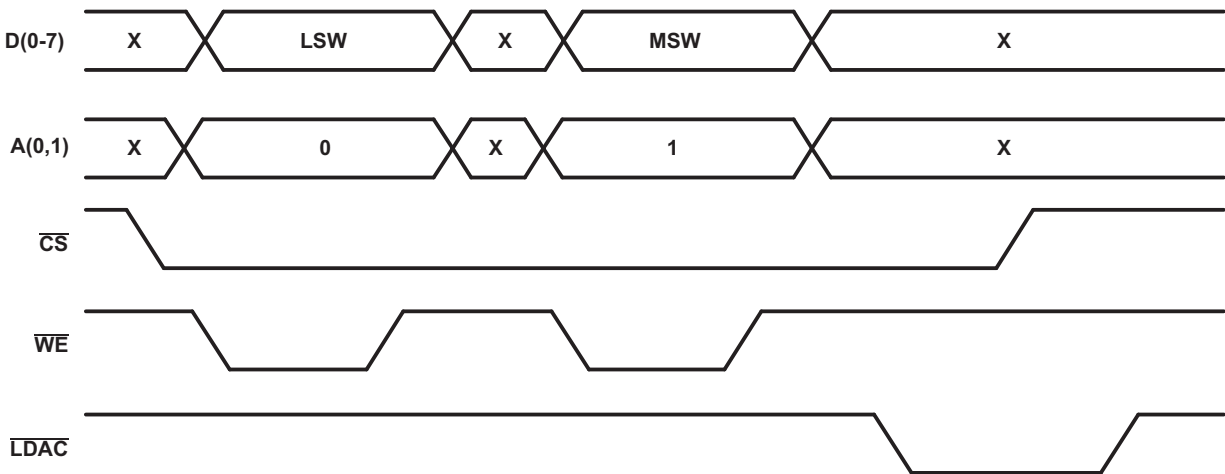 D(0-7) X LSW X MSW X
A(0,1) X 0 X 1 X
CS
WE
LDAC